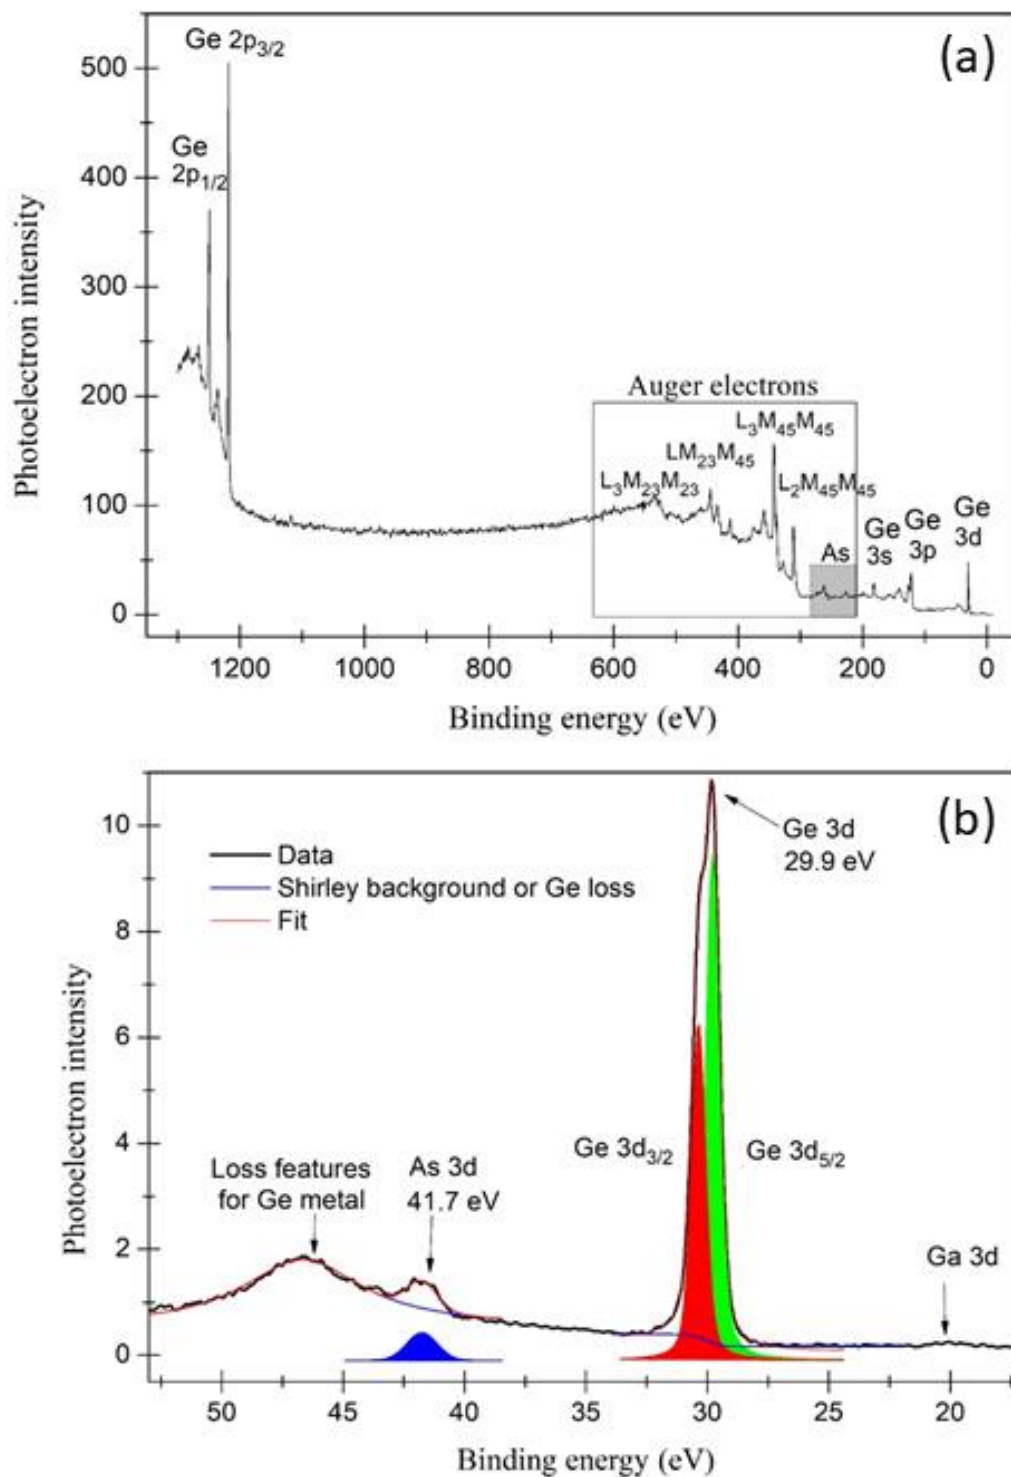 (a)
Ge 2p3/2
Ge
2p1/2
500
400
300
200
100
0
Photoelectron intensity
Auger electrons
L3M45M45
LM23M45
L3M23M23
L2M45M45
As
Ge
3s
Ge
3p
Ge
3d
1200
1000
800
600
400
200
0
Binding energy (eV)
(b)
10
8
6
4
2
0
Photoelectron intensity
Data
Shirley background or Ge loss
Fit
Ge 3d
29.9 eV
Ge 3d3/2
Ge 3d5/2
Loss features
for Ge metal
As 3d
41.7 eV
Ga 3d
50
45
40
35
30
25
20
Binding energy (eV)